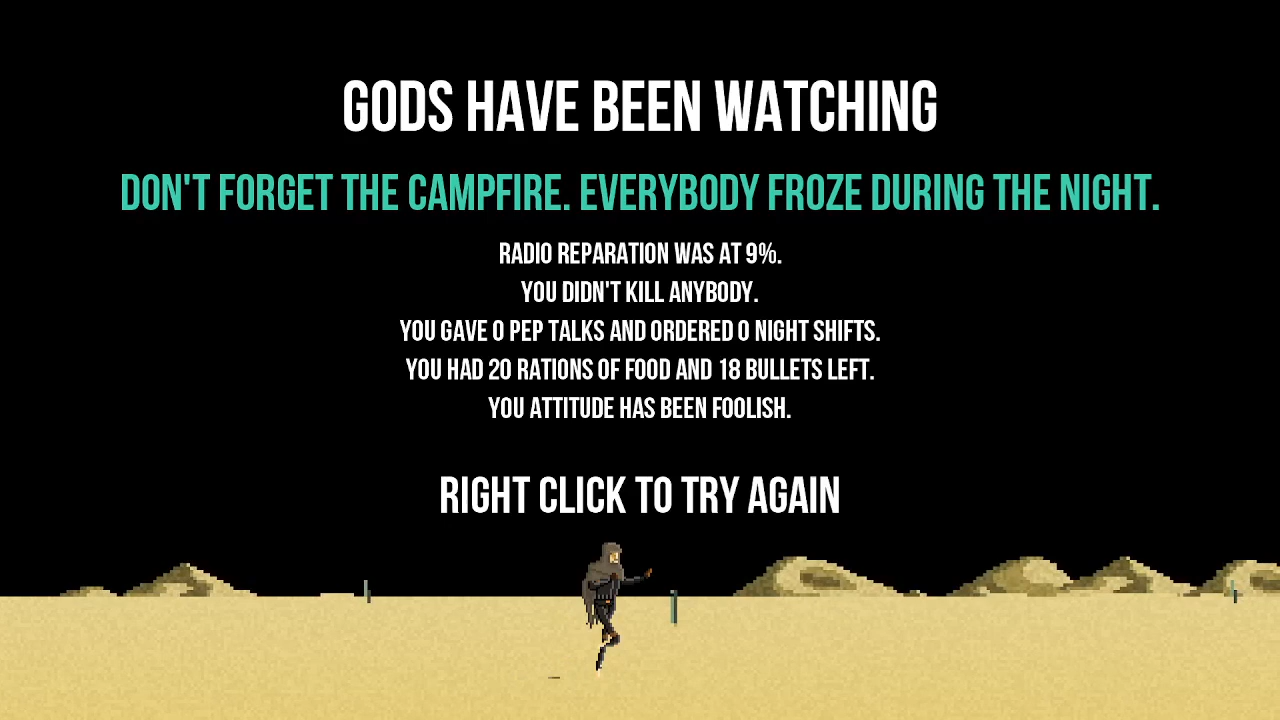 GODS HAVE BEEN WATCHING
DON'T FORGET THE CAMPFIRE. EVERYBODY FROZE DURING THE NIGHT.
RADIO REPARATION WAS AT 9%.
YOU DIDN'T KILL ANYBODY.
YOU GAVE 0 PEP TALKS AND ORDERED 0 NIGHT SHIFTS.
YOU HAD 20 RATIONS OF FOOD AND 18 BULLETS LEFT.
YOU ATTITUDE HAS BEEN FOOLISH.
RIGHT CLICK TO TRY AGAIN